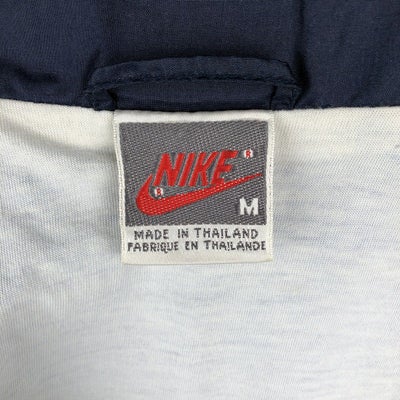 NIKE ®
®
M
MADE IN THAILAND
FABRIQUE EN THAILANDE